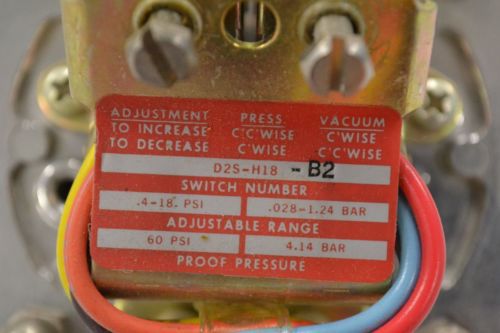 ADJUSTMENT PRESS. VACUUM
TO INCREASE C'C'WISE C'WISE
TO DECREASE C'WISE C'C'WISE
D2S-H18 -B2
SWITCH NUMBER
.4-18. PSI .028-1.24 BAR
ADJUSTABLE RANGE
60 PSI 4.14 BAR
PROOF PRESSURE